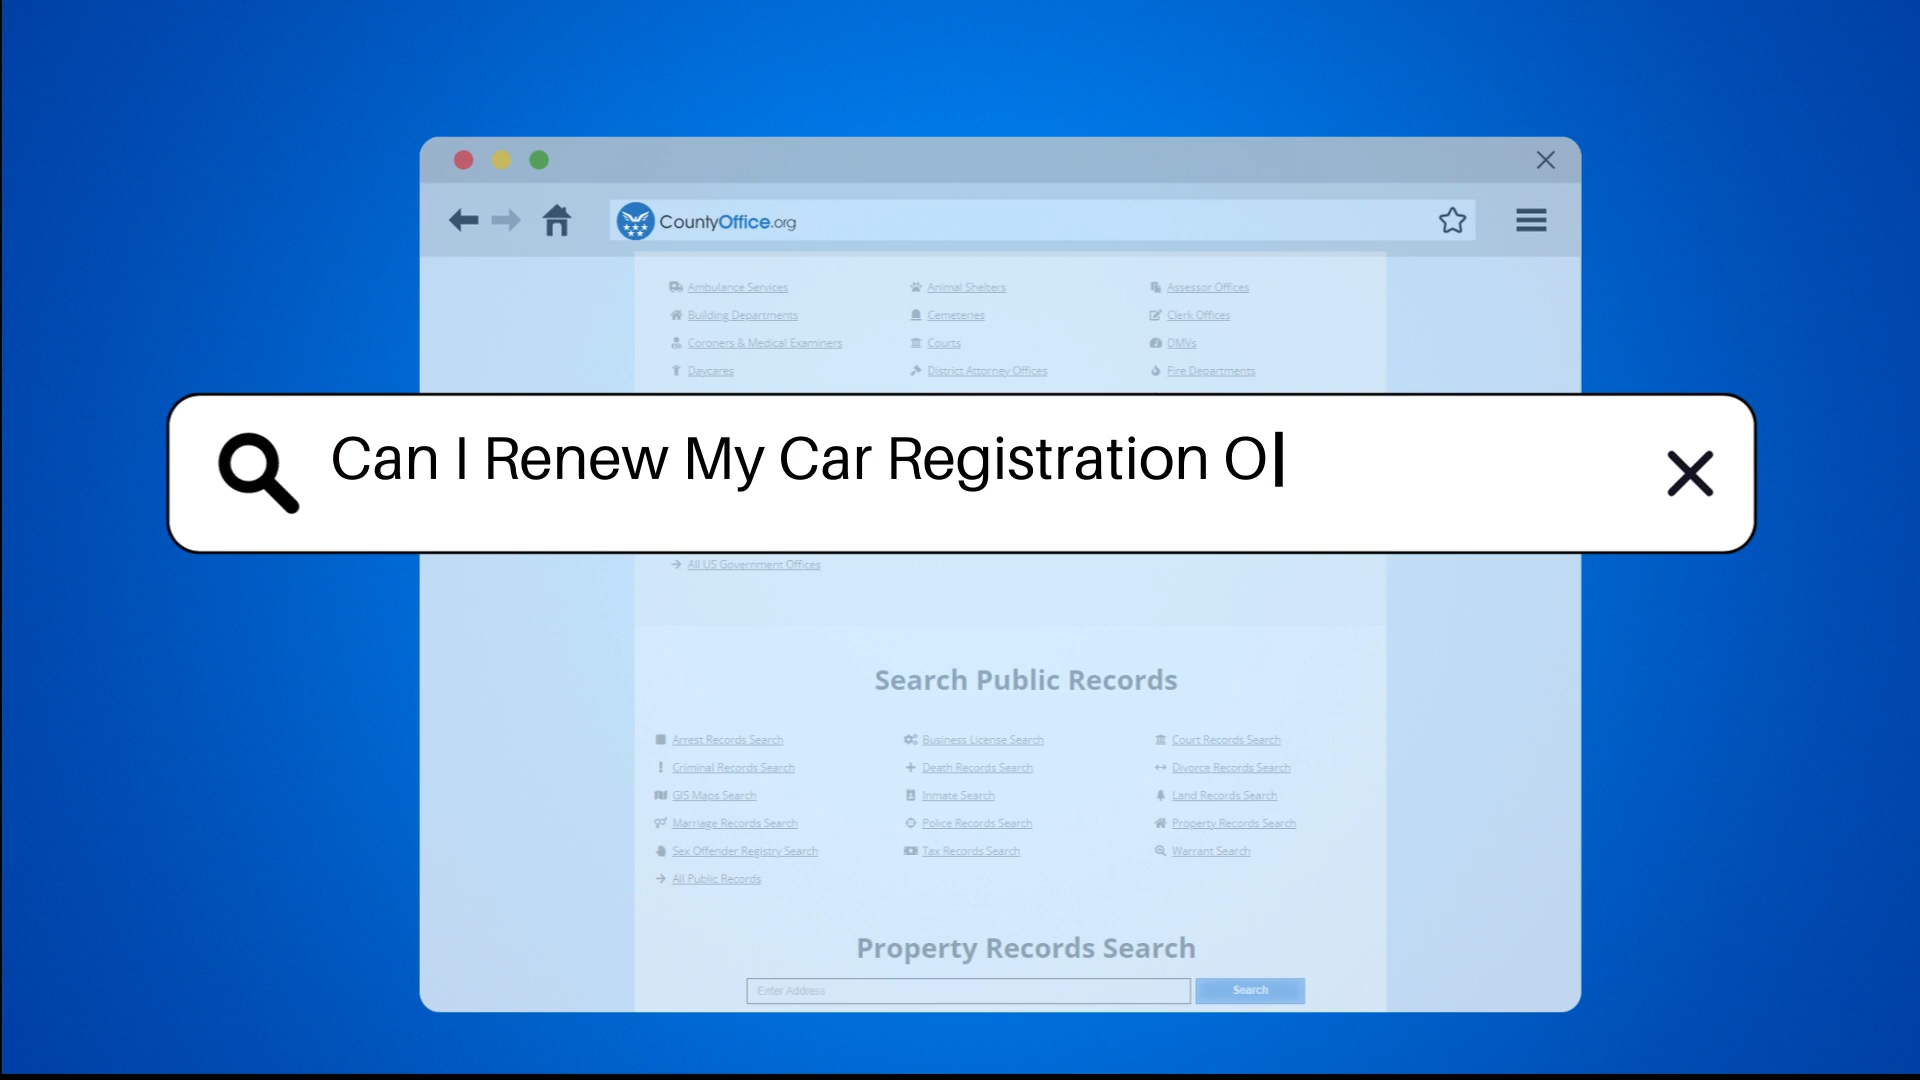 CountyOffice.org
Ambulance Services Animal Shelters Assessor Offices
Building Departments Cemeteries Clerk Offices
Coroners & Medical Examiners Courts DMVs
Daycares District Attorney Offices Fire Departments
Can I Renew My Car Registration O
All US Government Offices
Search Public Records
Arrest Records Search Business License Search Court Records Search
Criminal Records Search Death Records Search Divorce Records Search
GIS Maps Search Inmate Search Land Records Search
Marriage Records Search Police Records Search Property Records Search
Sex Offender Registry Search Tax Records Search Warrant Search
All Public Records
Property Records Search
Enter Address Search